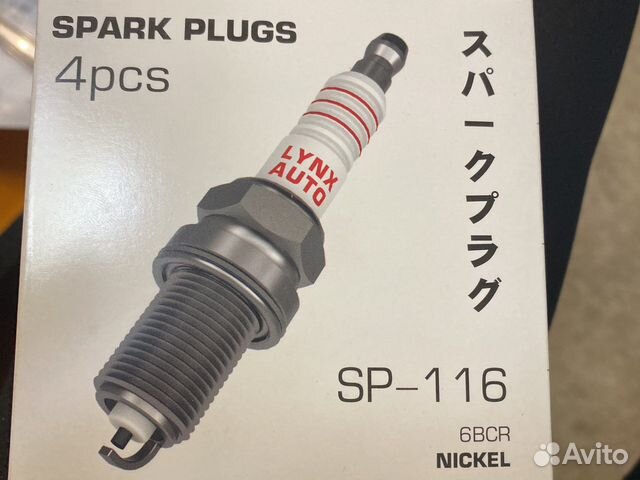 SPARK PLUGS
4pcs
LYNX
AUTO
スパークプラグ
SP-116
6BCR
NICKEL
Avito